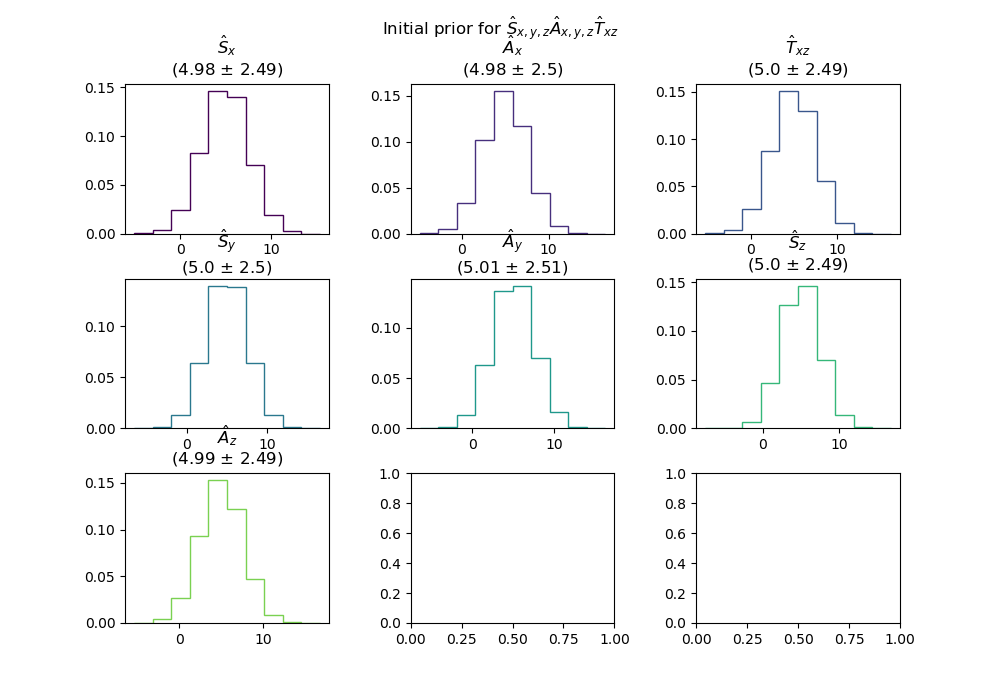 Initial prior for Ŝ_{x,y,z}Â_{x,y,z}T̂_{xz}
Ŝ_x
(4.98 ± 2.49)
0.15
0.10
0.05
0.00
0 10
Â_x
(4.98 ± 2.5)
0.15
0.10
0.05
0.00
0 10
T̂_{xz}
(5.0 ± 2.49)
0.15
0.10
0.05
0.00
0 10
Ŝ_y
(5.0 ± 2.5)
0.10
0.05
0.00
0 10
Â_y
(5.01 ± 2.51)
0.10
0.05
0.00
0 10
Ŝ_z
(5.0 ± 2.49)
0.15
0.10
0.05
0.00
0 10
Â_z
(4.99 ± 2.49)
0.15
0.10
0.05
0.00
0 10
1.0
0.8
0.6
0.4
0.2
0.0
0.00 0.25 0.50 0.75 1.00
1.0
0.8
0.6
0.4
0.2
0.0
0.00 0.25 0.50 0.75 1.00